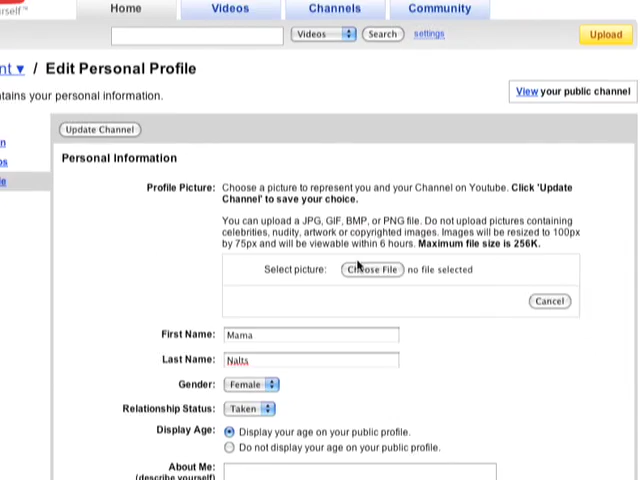 Home Videos Channels Community
Videos Search settings Upload
/ Edit Personal Profile
tains your personal information.
View your public channel
Update Channel
Personal Information
Profile Picture: Choose a picture to represent you and your Channel on Youtube. Click 'Update
Channel' to save your choice.
You can upload a JPG, GIF, BMP, or PNG file. Do not upload pictures containing
celebrities, nudity, artwork or copyrighted images. Images will be resized to 100px
by 75px and will be viewable within 6 hours. Maximum file size is 256K.
Select picture: Choose File no file selected
Cancel
First Name: Mama
Last Name: Nalts
Gender: Female
Relationship Status: Taken
Display Age: Display your age on your public profile.
Do not display your age on your public profile.
About Me:
(describe yourself)